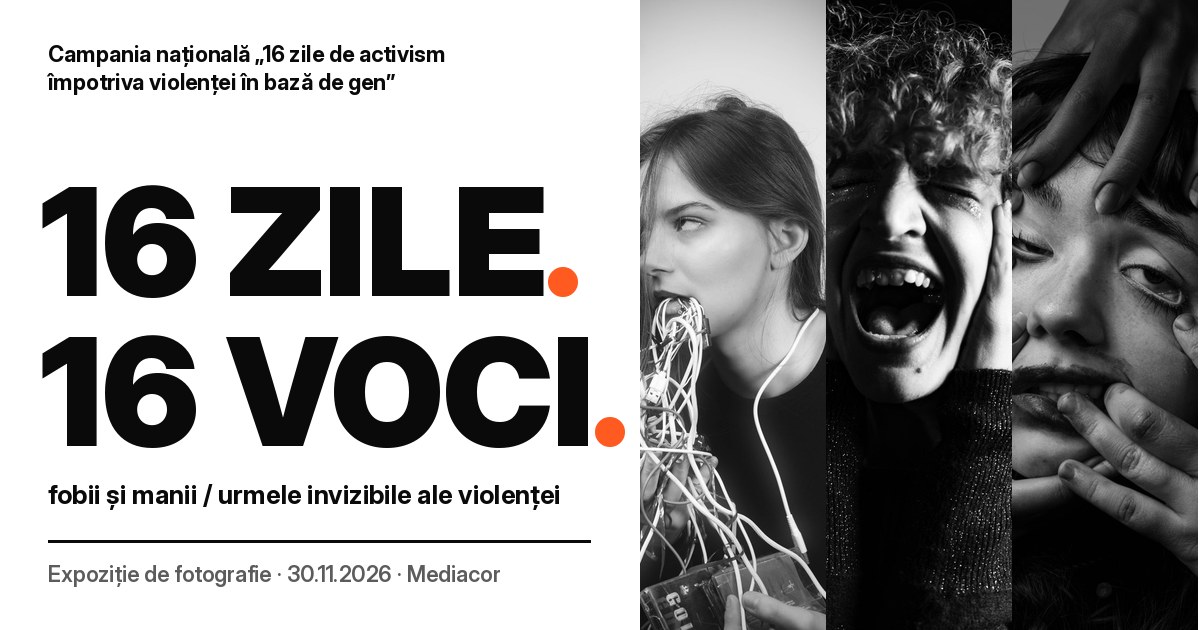 Campania națională „16 zile de activism
împotriva violenței în bază de gen”
16 ZILE.
16 VOCI.
fobii și manii / urmele invizibile ale violenței
Expoziție de fotografie · 30.11.2026 · Mediacor